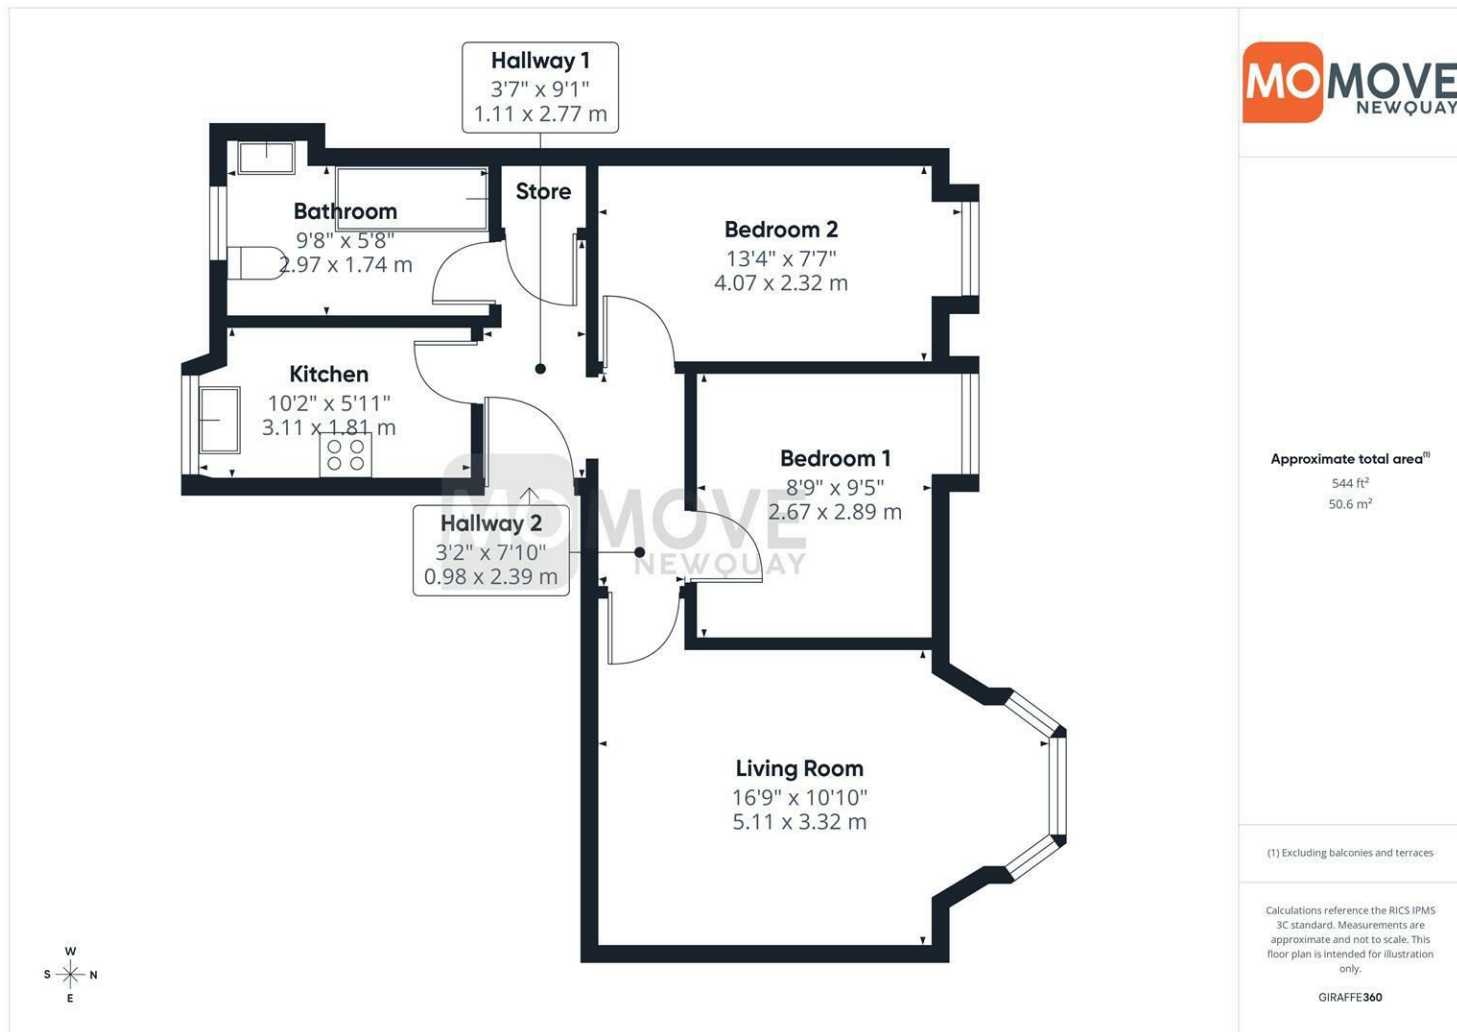 Hallway 1
3'7" x 9'1"
1.11 x 2.77 m
Store
Bathroom
9'8" x 5'8"
2.97 x 1.74 m
Bedroom 2
13'4" x 7'7"
4.07 x 2.32 m
Kitchen
10'2" x 5'11"
3.11 x 1.81 m
Bedroom 1
8'9" x 9'5"
2.67 x 2.89 m
Hallway 2
3'2" x 7'10"
0.98 x 2.39 m
MOMOVE
NEWQUAY
Living Room
16'9" x 10'10"
5.11 x 3.32 m
W
S N
E
MOMOVE
NEWQUAY
Approximate total area(1)
544 ft²
50.6 m²
(1) Excluding balconies and terraces
Calculations reference the RICS IPMS
3C standard. Measurements are
approximate and not to scale. This
floor plan is intended for illustration
only.
GIRAFFE360